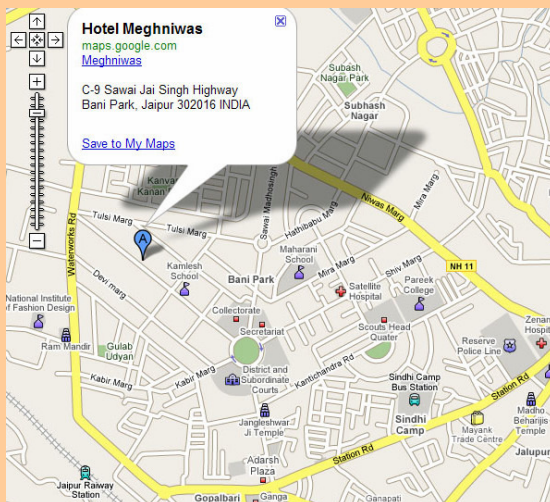 Hotel Meghniwas
maps.google.com
Meghniwas
C-9 Sawai Jai Singh Highway
Bani Park, Jaipur 302016 INDIA
Save to My Maps
A
Subash
Nagar Park
Subhash
Nagar
Kanan
Tulsi Marg
Tulsi Marg
Waterworks Rd
Sawai Madhosingh
Hathibabu Marg
Niwas Marg
Mira Marg
NH 11
Devi marg
Kamlesh
School
Bani Park
Maharani
School
Mira Marg
Shiv Marg
Satellite
Hospital
Pareek
College
National Institute
of Fashion Design
Collectorate
Secretariat
Scouts Head
Quater
Zenan
Hospit
Ram Mandir
Gulab
Udyan
Reserve
Police Line
Jalupur
Kabir Marg
Kabir Marg
District and
Subordinate
Courts
Kantichandra Rd
Sindhi Camp
Bus Station
Station Rd
Jangleshwar
Ji Temple
Sindhi
Camp
Mayank
Trade Centre
Madho
Beharijis
Temple
Station Rd
Adarsh
Plaza
Jaipur Raiway
Station
Gopalbari
Ganga
Ganapati